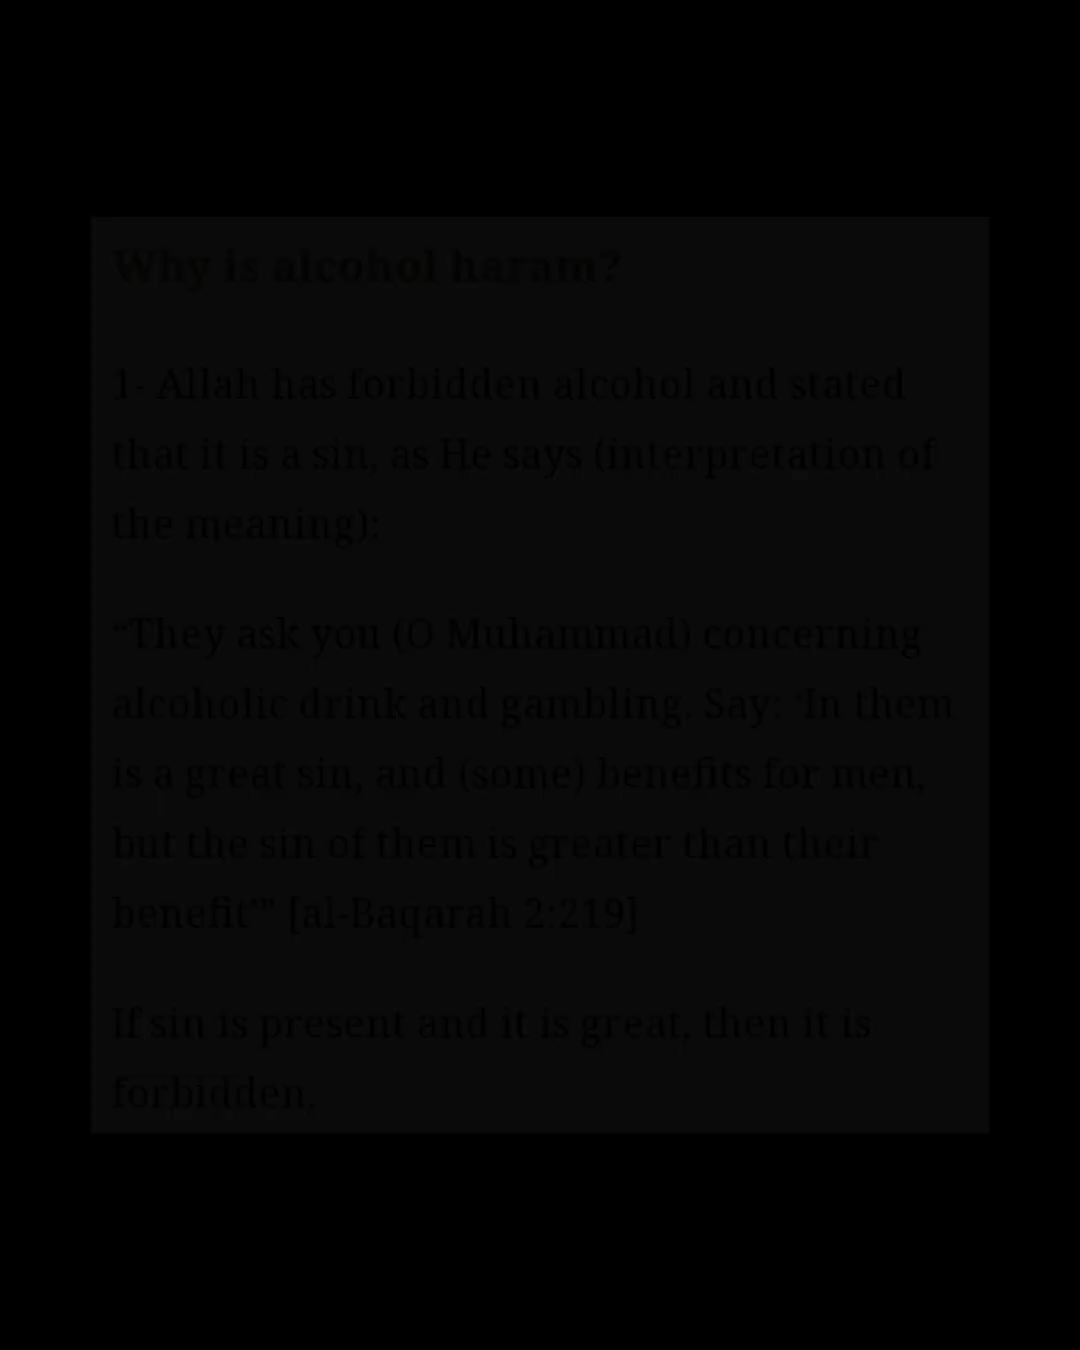 Why is alcohol haram?
1- Allah has forbidden alcohol and stated
that it is a sin, as He says (interpretation of
the meaning):
“They ask you (O Muhammad) concerning
alcoholic drink and gambling. Say: ‘In them
is a great sin, and (some) benefits for men,
but the sin of them is greater than their
benefit’” [al-Baqarah 2:219]
If sin is present and it is great, then it is
forbidden.